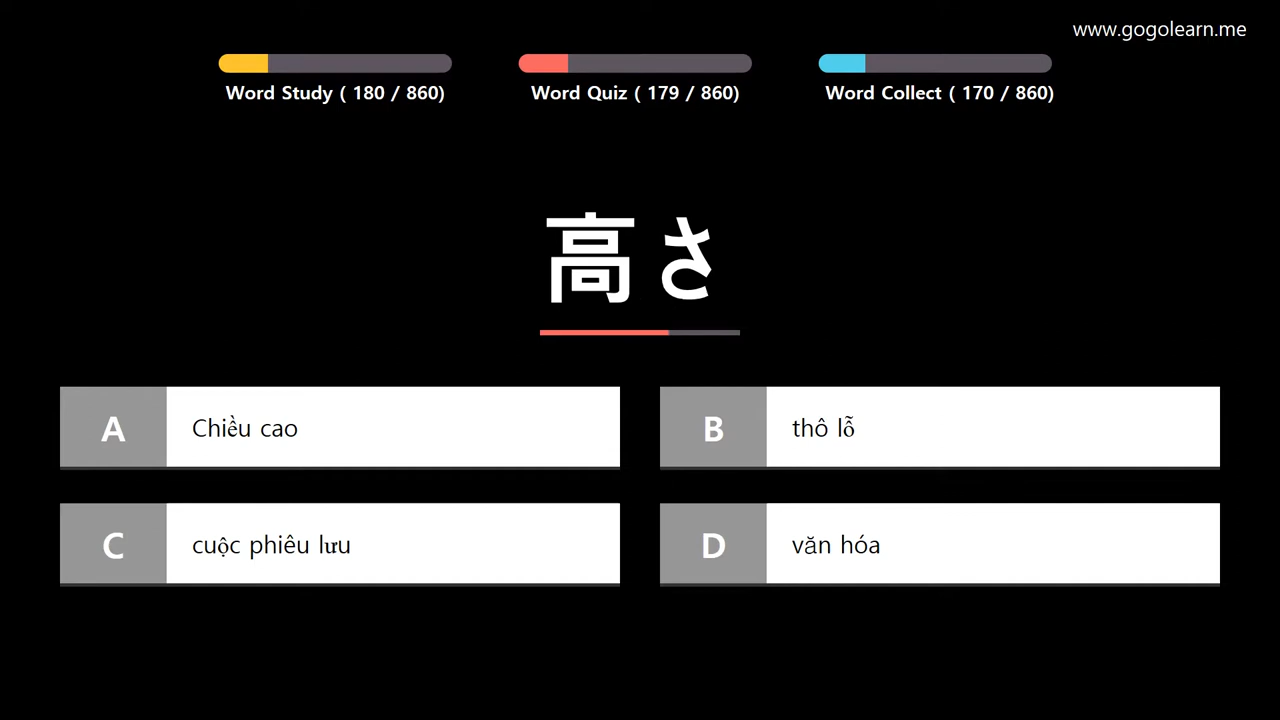 www.gogolearn.me
Word Study ( 180 / 860)
Word Quiz ( 179 / 860)
Word Collect ( 170 / 860)
高さ
A Chiều cao
B thô lỗ
C cuộc phiêu lưu
D văn hóa